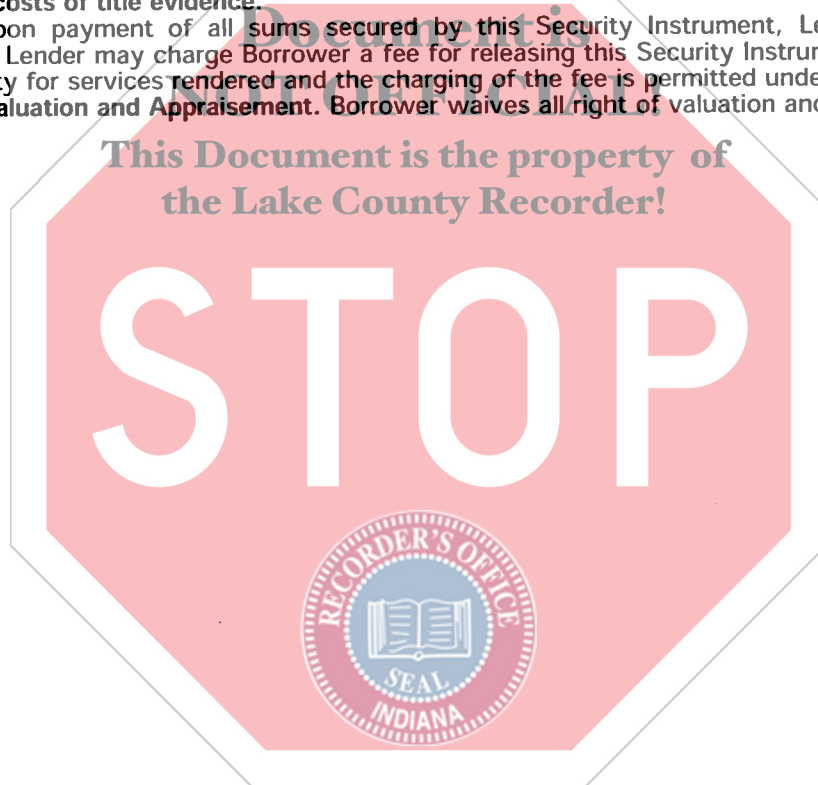 costs of title evidence.
pon payment of all sums secured by this Security Instrument, Le
Lender may charge Borrower a fee for releasing this Security Instrum
ty for services rendered and the charging of the fee is permitted unde
aluation and Appraisement. Borrower waives all right of valuation and
Document is
NOT OFFICIAL!
This Document is the property of
the Lake County Recorder!
STOP
RECORDER'S OFFICE
SEAL
INDIANA